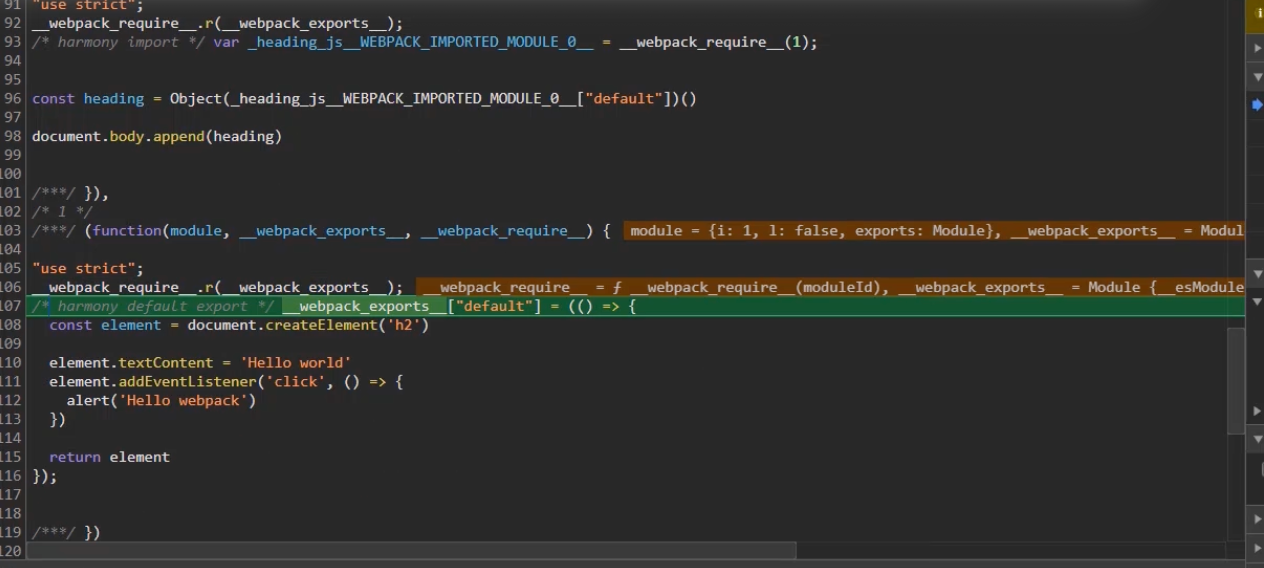 91 "use strict";
92 __webpack_require__.r(__webpack_exports__);
93 /* harmony import */ var _heading_js__WEBPACK_IMPORTED_MODULE_0__ = __webpack_require__(1);
94
95
96 const heading = Object(_heading_js__WEBPACK_IMPORTED_MODULE_0__["default"])()
97
98 document.body.append(heading)
99
100
101 /***/ }),
102 /* 1 */
103 /***/ (function(module, __webpack_exports__, __webpack_require__) { module = {i: 1, l: false, exports: Module}, __webpack_exports__ = Modul
104
105 "use strict";
106 __webpack_require__.r(__webpack_exports__); __webpack_require__ = ƒ __webpack_require__(moduleId), __webpack_exports__ = Module {__esModule
107 /* harmony default export */ __webpack_exports__["default"] = (() => {
108 const element = document.createElement('h2')
109
110 element.textContent = 'Hello world'
111 element.addEventListener('click', () => {
112 alert('Hello webpack')
113 })
114
115 return element
116 });
117
118
119 /***/ })
120